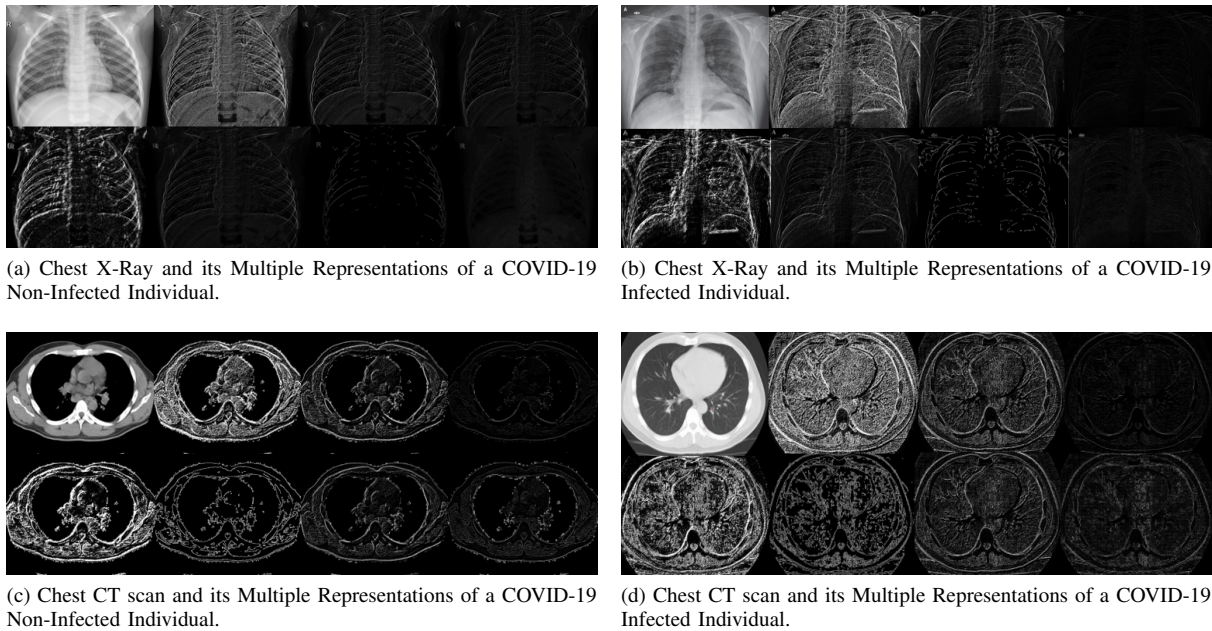 (a) Chest X-Ray and its Multiple Representations of a COVID-19
Non-Infected Individual.
(b) Chest X-Ray and its Multiple Representations of a COVID-19
Infected Individual.
(c) Chest CT scan and its Multiple Representations of a COVID-19
Non-Infected Individual.
(d) Chest CT scan and its Multiple Representations of a COVID-19
Infected Individual.